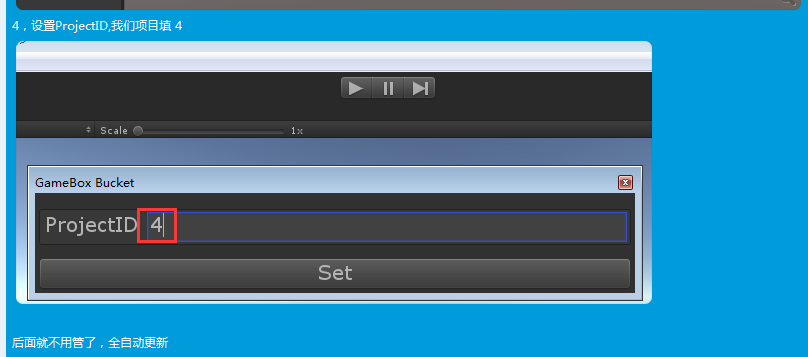 4，设置ProjectID,我们项目填 4
Scale 1x
GameBox Bucket
ProjectID 4
Set
后面就不用管了，全自动更新